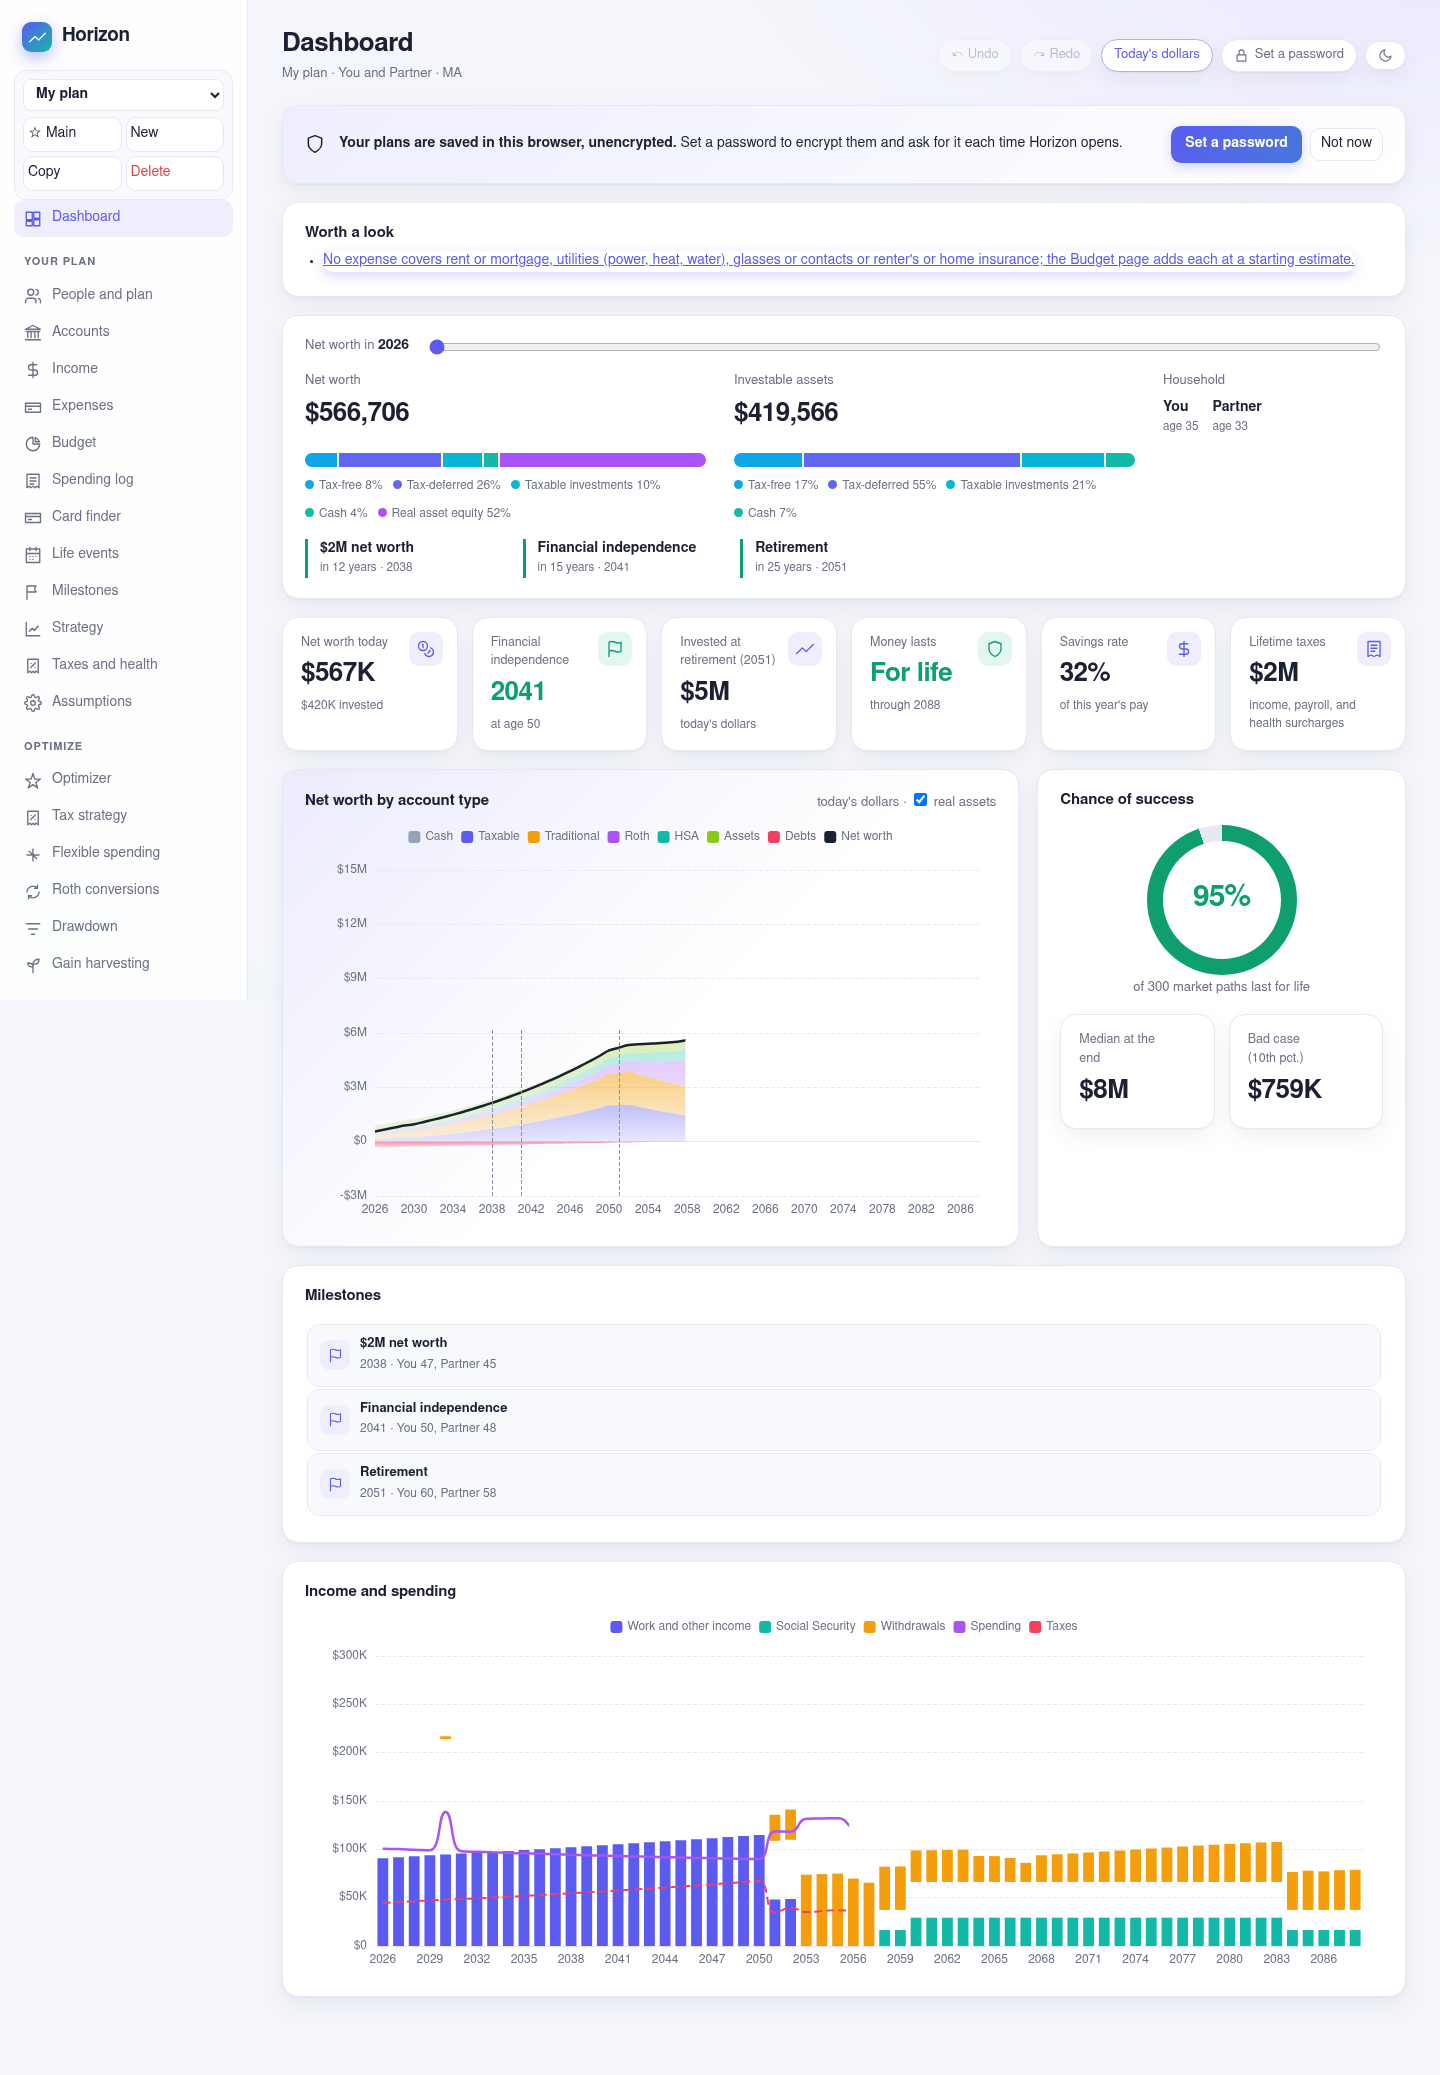 Horizon
My plan
☆ Main
New
Copy
Delete
Dashboard
YOUR PLAN
People and plan
Accounts
Income
Expenses
Budget
Spending log
Card finder
Life events
Milestones
Strategy
Taxes and health
Assumptions
OPTIMIZE
Optimizer
Tax strategy
Flexible spending
Roth conversions
Drawdown
Gain harvesting
Dashboard
My plan · You and Partner · MA
Undo
Redo
Today's dollars
Set a password
Your plans are saved in this browser, unencrypted. Set a password to encrypt them and ask for it each time Horizon opens.
Set a password
Not now
Worth a look
• No expense covers rent or mortgage, utilities (power, heat, water), glasses or contacts or renter's or home insurance; the Budget page adds each at a starting estimate.
Net worth in 2026
Net worth
$566,706
Tax-free 8% Tax-deferred 26% Taxable investments 10%
Cash 4% Real asset equity 52%
Investable assets
$419,566
Tax-free 17% Tax-deferred 55% Taxable investments 21%
Cash 7%
Household
You Partner
age 35 age 33
$2M net worth
in 12 years · 2038
Financial independence
in 15 years · 2041
Retirement
in 25 years · 2051
Net worth today
$567K
$420K invested
Financial
independence
2041
at age 50
Invested at
retirement (2051)
$5M
today's dollars
Money lasts
For life
through 2088
Savings rate
32%
of this year's pay
Lifetime taxes
$2M
income, payroll, and
health surcharges
Net worth by account type
today's dollars · real assets
Cash Taxable Traditional Roth HSA Assets Debts Net worth
$15M
$12M
$9M
$6M
$3M
$0
-$3M
2026 2030 2034 2038 2042 2046 2050 2054 2058 2062 2066 2070 2074 2078 2082 2086
Chance of success
95%
of 300 market paths last for life
Median at the
end
$8M
Bad case
(10th pct.)
$759K
Milestones
$2M net worth
2038 · You 47, Partner 45
Financial independence
2041 · You 50, Partner 48
Retirement
2051 · You 60, Partner 58
Income and spending
Work and other income Social Security Withdrawals Spending Taxes
$300K
$250K
$200K
$150K
$100K
$50K
$0
2026 2029 2032 2035 2038 2041 2044 2047 2050 2053 2056 2059 2062 2065 2068 2071 2074 2077 2080 2083 2086